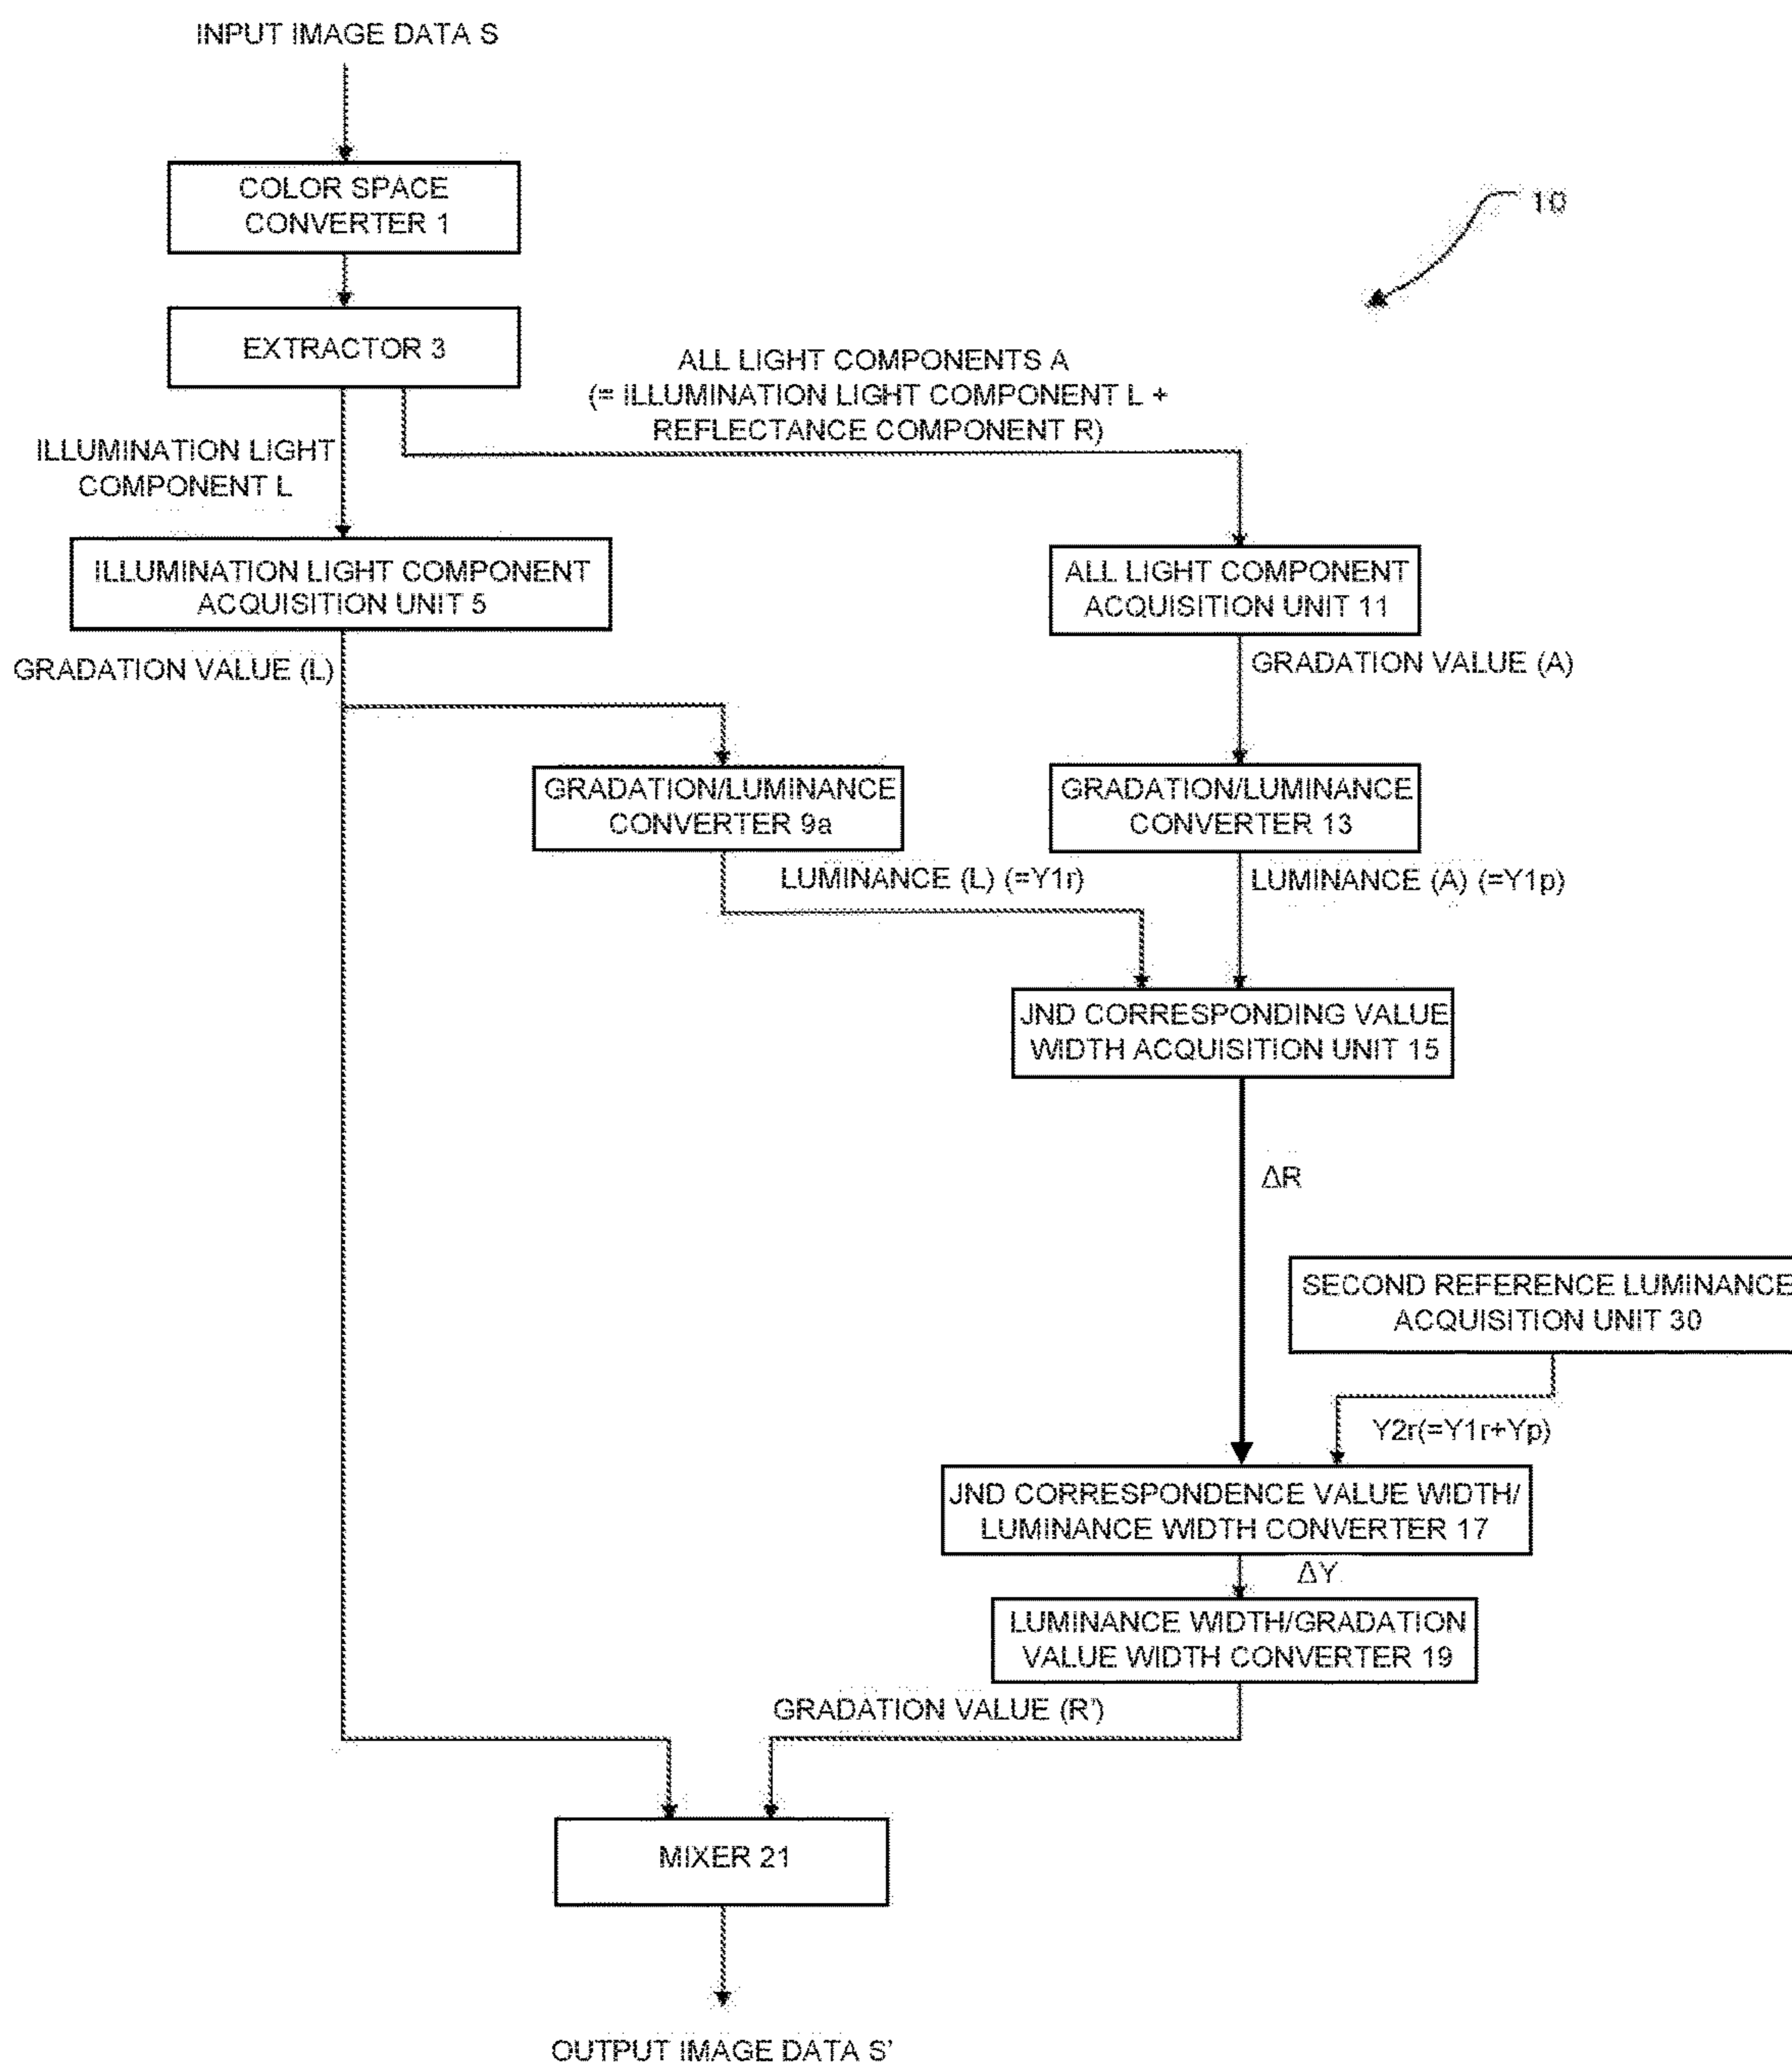 INPUT IMAGE DATA S
COLOR SPACE
CONVERTER 1
10
EXTRACTOR 3
ALL LIGHT COMPONENTS A
(= ILLUMINATION LIGHT COMPONENT L +
REFLECTANCE COMPONENT R)
ILLUMINATION LIGHT
COMPONENT L
ILLUMINATION LIGHT COMPONENT
ACQUISITION UNIT 5
ALL LIGHT COMPONENT
ACQUISITION UNIT 11
GRADATION VALUE (L)
GRADATION VALUE (A)
GRADATION/LUMINANCE
CONVERTER 9a
GRADATION/LUMINANCE
CONVERTER 13
LUMINANCE (L) (=Y1r)
LUMINANCE (A) (=Y1p)
JND CORRESPONDING VALUE
WIDTH ACQUISITION UNIT 15
ΔR
SECOND REFERENCE LUMINANCE
ACQUISITION UNIT 30
Y2r(=Y1r+Yp)
JND CORRESPONDENCE VALUE WIDTH/
LUMINANCE WIDTH CONVERTER 17
ΔY
LUMINANCE WIDTH/GRADATION
VALUE WIDTH CONVERTER 19
GRADATION VALUE (R')
MIXER 21
OUTPUT IMAGE DATA S'